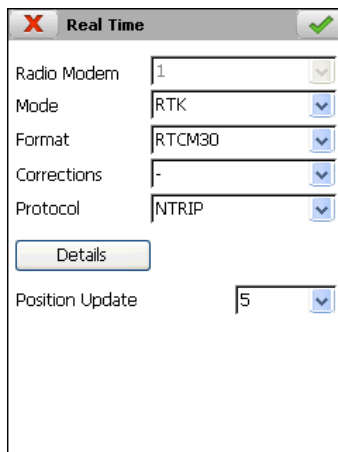 Real Time
Radio Modem 1
Mode RTK
Format RTCM30
Corrections -
Protocol NTRIP
Details
Position Update 5